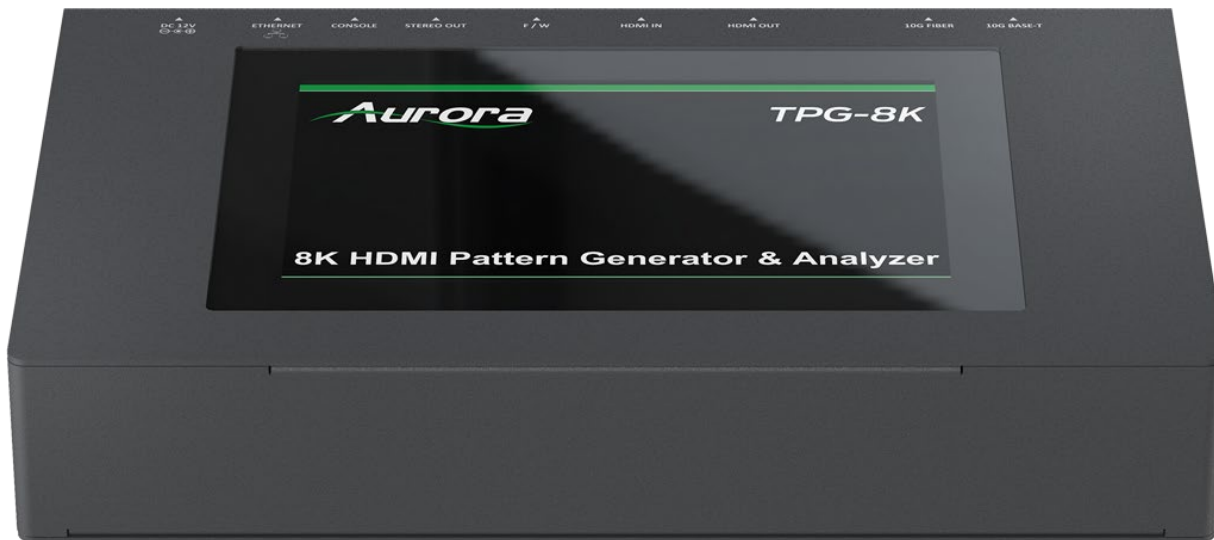 DC 12V
ETHERNET
CONSOLE
STEREO OUT
F / W
HDMI IN
HDMI OUT
10G FIBER
10G BASE-T
Aurora
TPG-8K
8K HDMI Pattern Generator & Analyzer